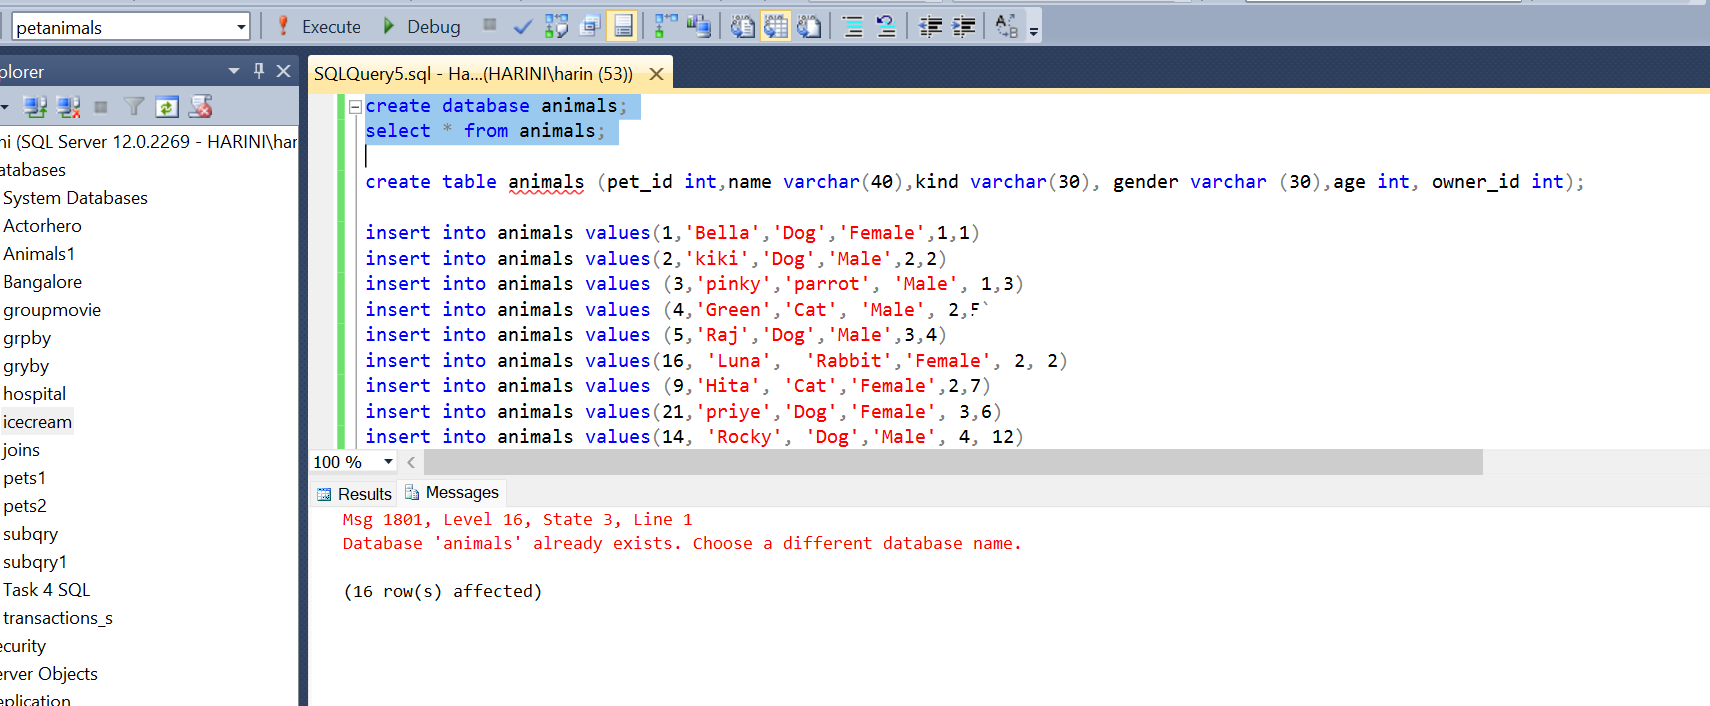 petanimals
Execute
Debug
plorer
SQLQuery5.sql - Ha...(HARINI\harin (53))
ni (SQL Server 12.0.2269 - HARINI\har
atabases
System Databases
Actorhero
Animals1
Bangalore
groupmovie
grpby
gryby
hospital
icecream
joins
pets1
pets2
subqry
subqry1
Task 4 SQL
transactions_s
ecurity
erver Objects
eplication
create database animals;
select * from animals;
create table animals (pet_id int,name varchar(40),kind varchar(30), gender varchar (30),age int, owner_id int);
insert into animals values(1,'Bella','Dog','Female',1,1)
insert into animals values(2,'kiki','Dog','Male',2,2)
insert into animals values (3,'pinky','parrot', 'Male', 1,3)
insert into animals values (4,'Green','Cat', 'Male', 2,
insert into animals values (5,'Raj','Dog','Male',3,4)
insert into animals values(16, 'Luna', 'Rabbit','Female', 2, 2)
insert into animals values (9,'Hita', 'Cat','Female',2,7)
insert into animals values(21,'priye','Dog','Female', 3,6)
insert into animals values(14, 'Rocky', 'Dog','Male', 4, 12)
100 %
Results
Messages
Msg 1801, Level 16, State 3, Line 1
Database 'animals' already exists. Choose a different database name.
(16 row(s) affected)